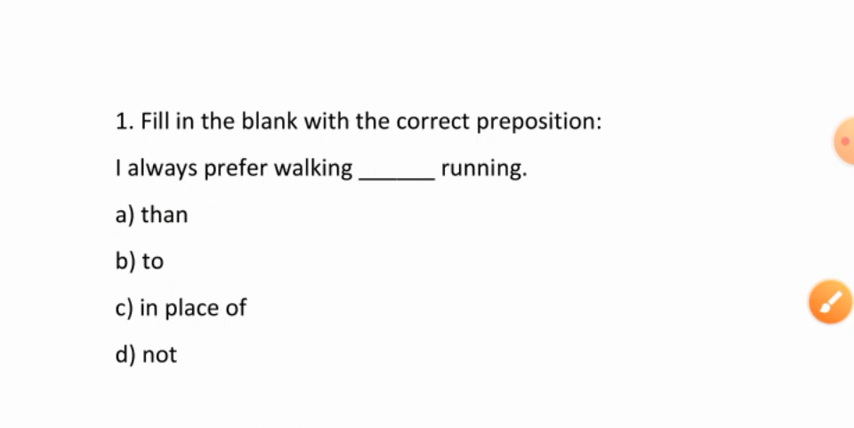 1. Fill in the blank with the correct preposition:
I always prefer walking ______ running.
a) than
b) to
c) in place of
d) not